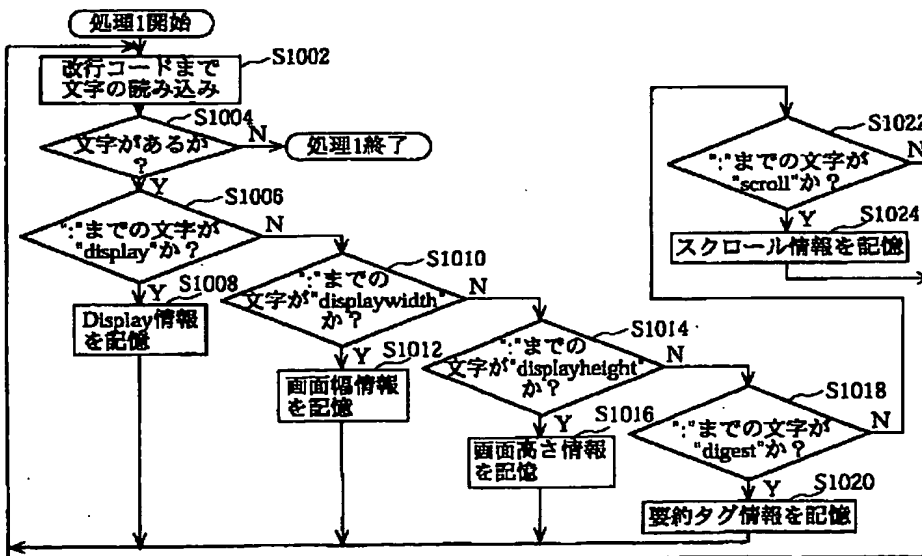 処理1開始
S1002
改行コードまで
文字の読み込み
S1004
文字があるか
？
N
処理1終了
Y
S1006
":"までの文字が
"display"か？
N
Y
S1008
Display情報
を記憶
S1010
":"までの
文字が"displaywidth"
か？
N
Y
S1012
画面幅情報
を記憶
S1014
":"までの
文字が"displayheight"
か？
N
Y
S1016
画面高さ情報
を記憶
S1018
":"までの文字が
"digest"か？
N
Y
S1020
要約タグ情報を記憶
S1022
":"までの文字が
"scroll"か？
N
Y
S1024
スクロール情報を記憶